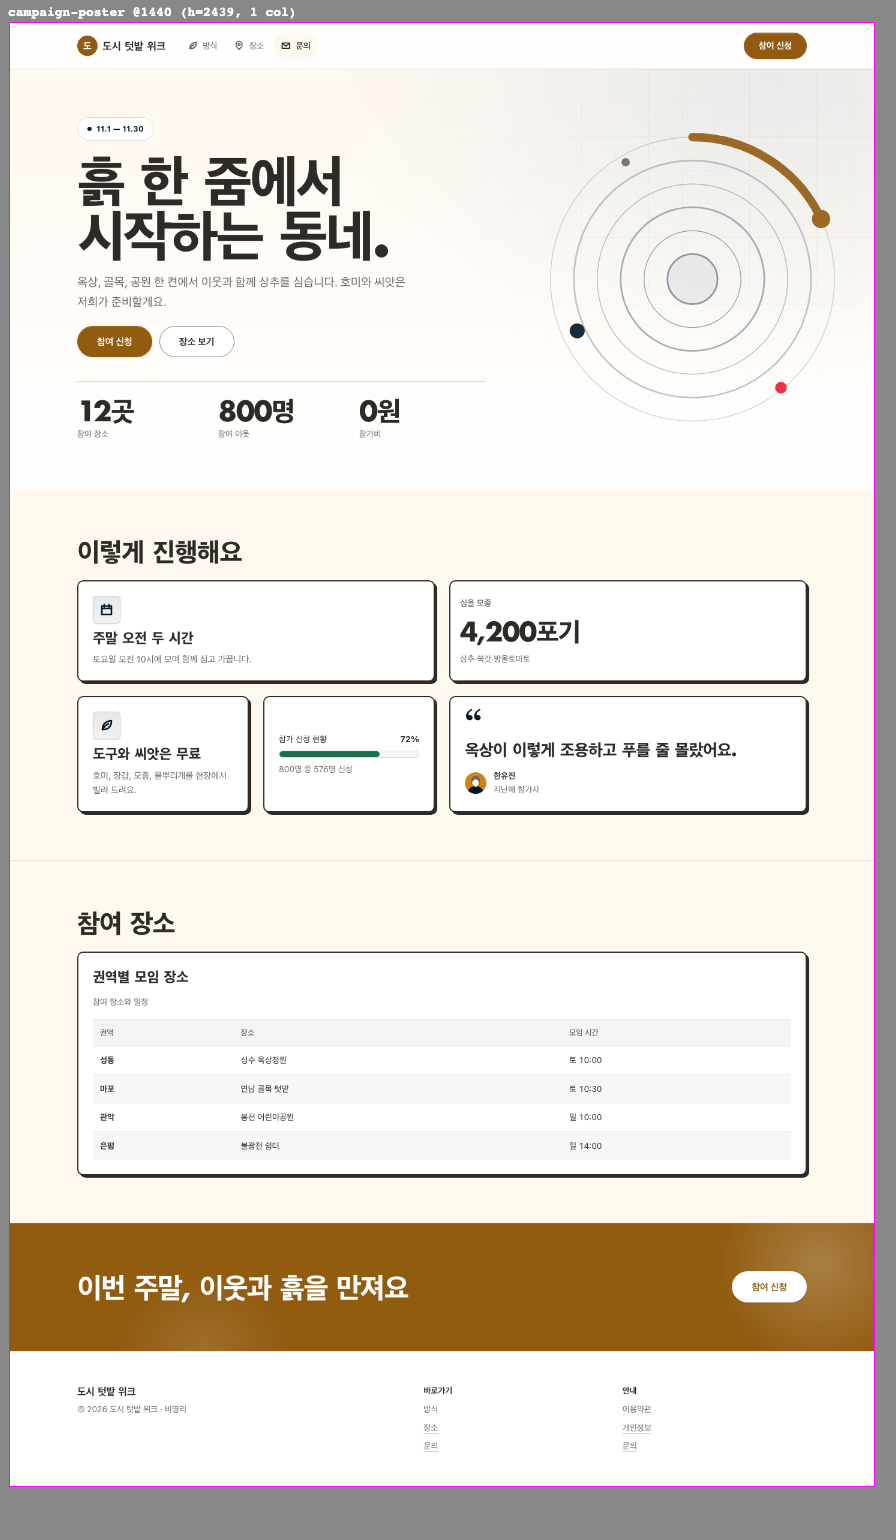 campaign-poster @1440 (h=2439, 1 col)
도 도시 텃밭 위크 방식 장소 문의 참여 신청
11.1 — 11.30
흙 한 줌에서
시작하는 동네.
옥상, 골목, 공원 한 켠에서 이웃과 함께 상추를 심습니다. 호미와 씨앗은
저희가 준비할게요.
참여 신청 장소 보기
12곳 800명 0원
참여 장소 참여 이웃 참가비
이렇게 진행해요
주말 오전 두 시간
토요일 오전 10시에 모여 함께 심고 가꿉니다.
심을 모종
4,200포기
상추·쑥갓·방울토마토
도구와 씨앗은 무료
호미, 장갑, 모종, 물뿌리개를 현장에서
빌려 드려요.
참가 신청 현황 72%
800명 중 576명 신청
“
옥상이 이렇게 조용하고 푸를 줄 몰랐어요.
한유진
지난해 참가자
참여 장소
권역별 모임 장소
참여 장소와 일정
권역 장소 모임 시간
성동 성수 옥상정원 토 10:00
마포 연남 골목 텃밭 토 10:30
관악 봉천 어린이공원 일 10:00
은평 불광천 쉼터 일 14:00
이번 주말, 이웃과 흙을 만져요
참여 신청
도시 텃밭 위크
© 2026 도시 텃밭 위크 · 비영리
바로가기
방식
장소
문의
안내
이용약관
개인정보
문의